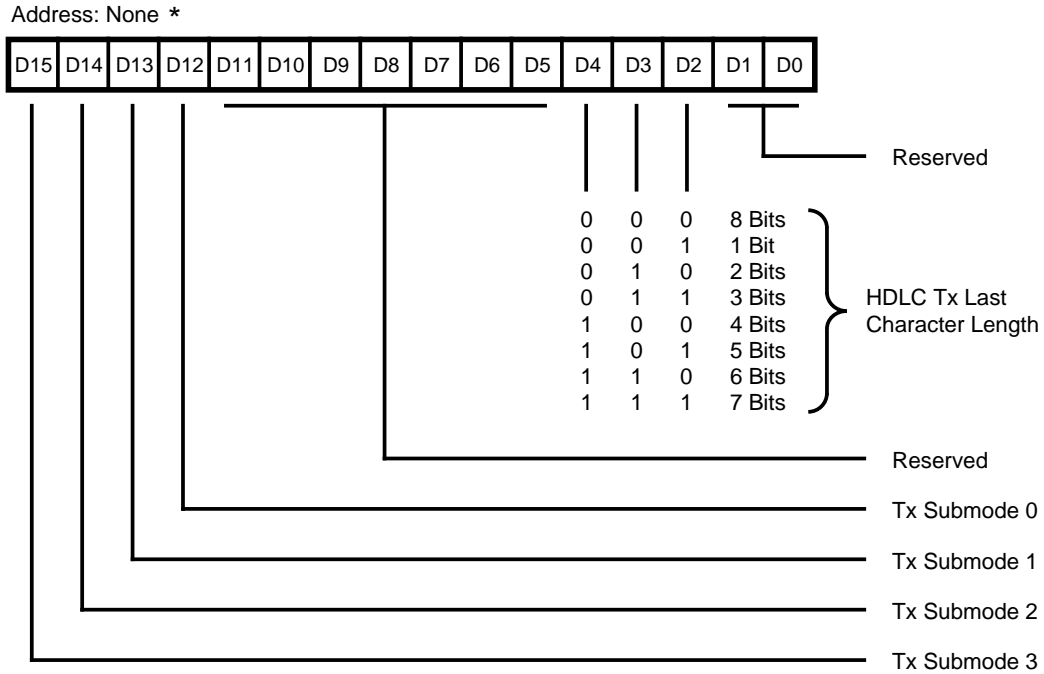 Address: None *
D15 D14 D13 D12 D11 D10 D9 D8 D7 D6 D5 D4 D3 D2 D1 D0
Reserved
0 0 0 8 Bits
0 0 1 1 Bit
0 1 0 2 Bits
0 1 1 3 Bits
1 0 0 4 Bits
1 0 1 5 Bits
1 1 0 6 Bits
1 1 1 7 Bits
HDLC Tx Last
Character Length
Reserved
Tx Submode 0
Tx Submode 1
Tx Submode 2
Tx Submode 3